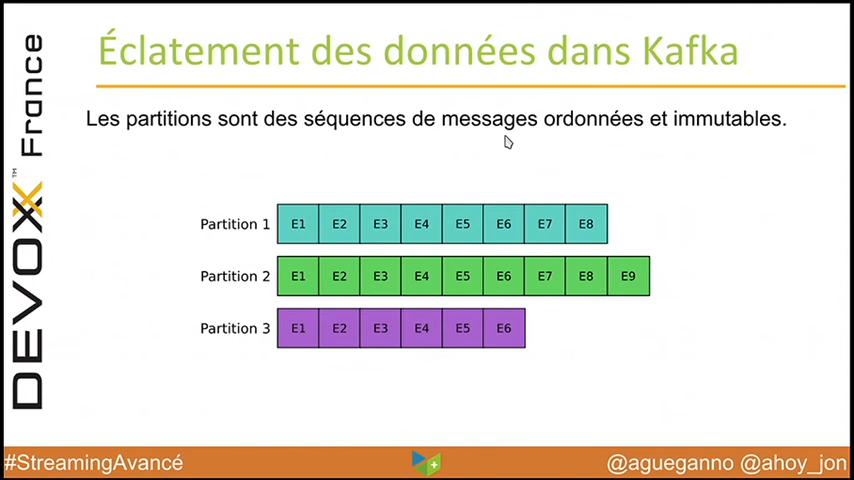 Éclatement des données dans Kafka
Les partitions sont des séquences de messages ordonnées et immutables.
DEVOXX™ France
Partition 1 E1 E2 E3 E4 E5 E6 E7 E8
Partition 2 E1 E2 E3 E4 E5 E6 E7 E8 E9
Partition 3 E1 E2 E3 E4 E5 E6
#StreamingAvancé @agueganno @ahoy_jon